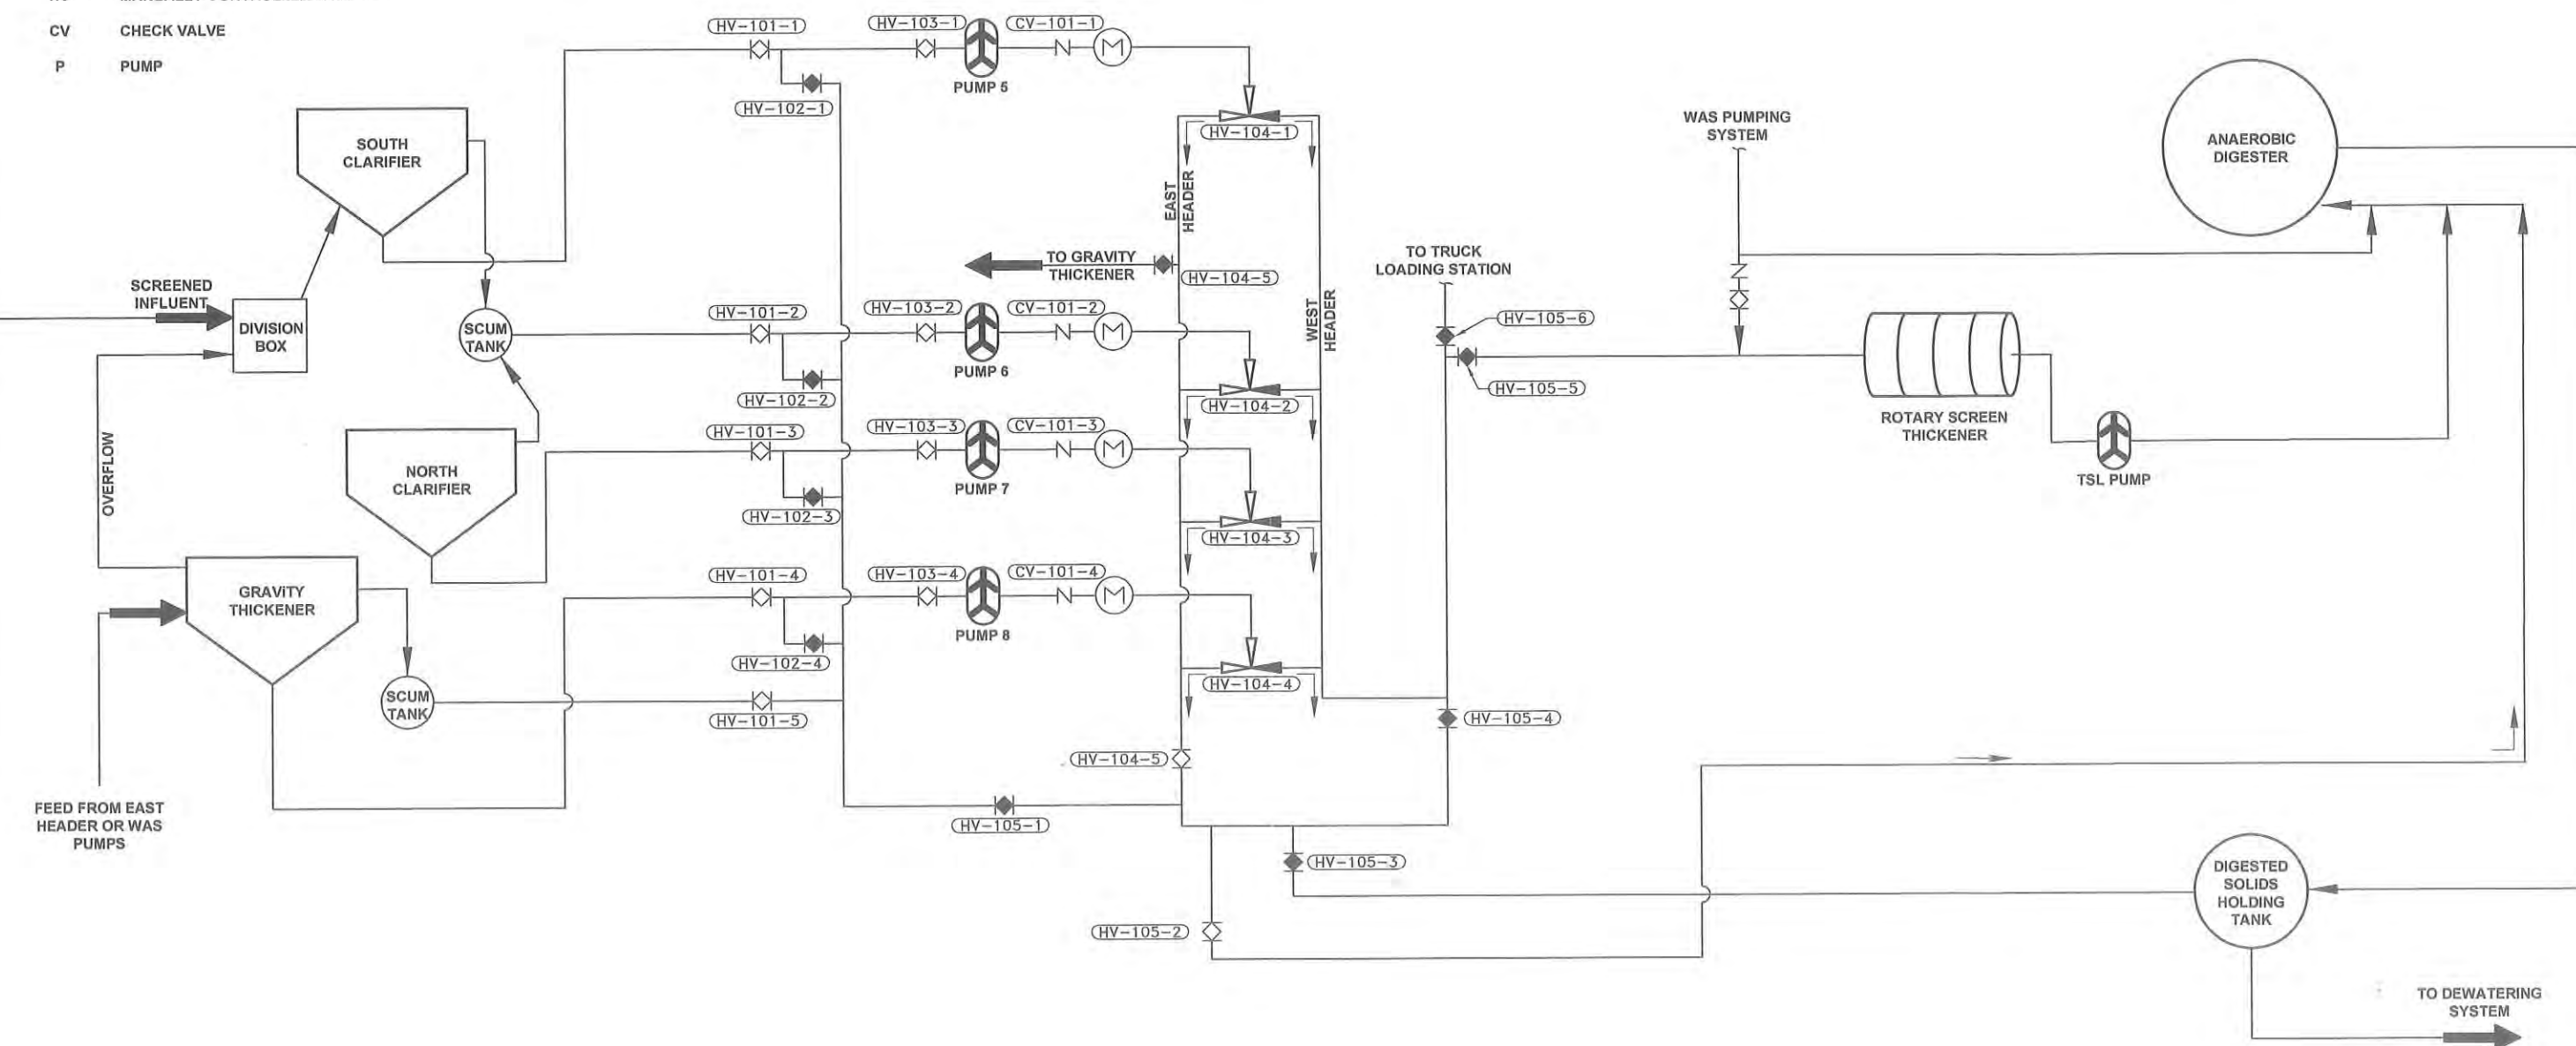 CV CHECK VALVE
P PUMP
HV-101-1
HV-103-1
CV-101-1
M
PUMP 5
HV-102-1
HV-104-1
SOUTH
CLARIFIER
WAS PUMPING
SYSTEM
ANAEROBIC
DIGESTER
EAST
HEADER
TO GRAVITY
THICKENER
HV-104-5
TO TRUCK
LOADING STATION
SCREENED
INFLUENT
DIVISION
BOX
SCUM
TANK
HV-101-2
HV-103-2
CV-101-2
M
PUMP 6
HV-102-2
HV-104-2
WEST
HEADER
HV-105-6
HV-105-5
ROTARY SCREEN
THICKENER
TSL PUMP
OVERFLOW
NORTH
CLARIFIER
HV-101-3
HV-103-3
CV-101-3
M
PUMP 7
HV-102-3
HV-104-3
GRAVITY
THICKENER
HV-101-4
HV-103-4
CV-101-4
M
PUMP 8
HV-102-4
HV-104-4
SCUM
TANK
HV-101-5
HV-105-4
HV-104-5
FEED FROM EAST
HEADER OR WAS
PUMPS
HV-105-1
HV-105-3
HV-105-2
DIGESTED
SOLIDS
HOLDING
TANK
TO DEWATERING
SYSTEM